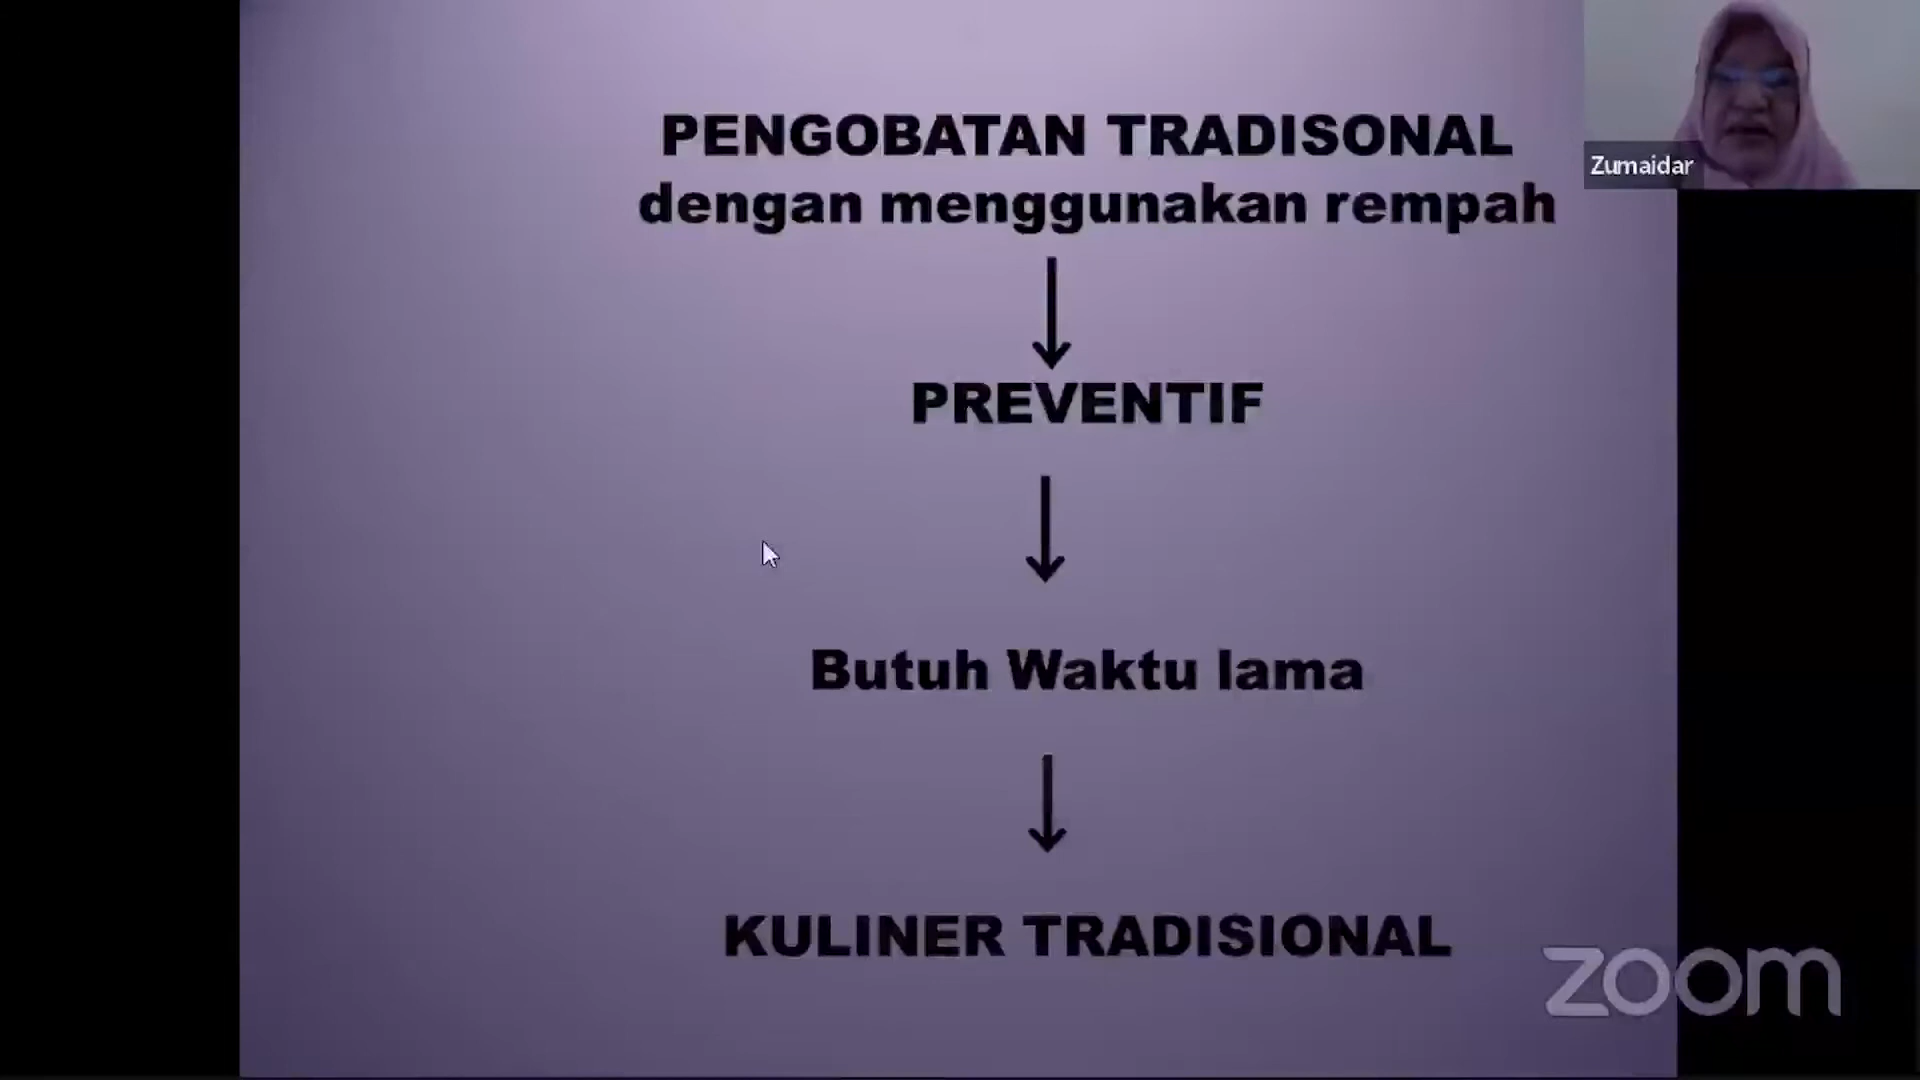 PENGOBATAN TRADISONAL
dengan menggunakan rempah
Zumaidar
PREVENTIF
Butuh Waktu lama
KULINER TRADISIONAL
zoom